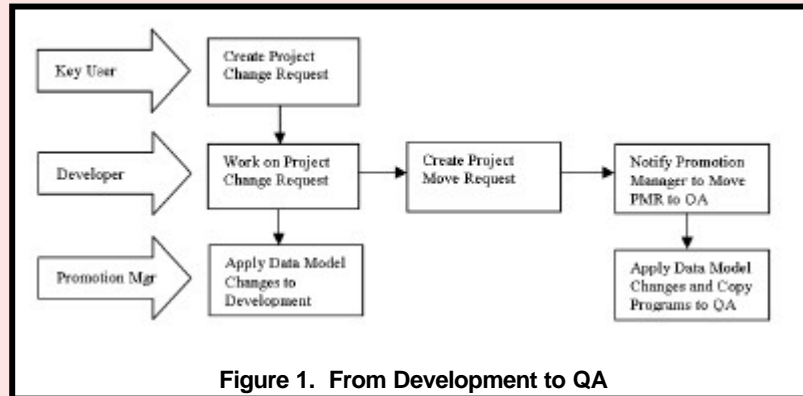 Key User
Create Project
Change Request
Developer
Work on Project
Change Request
Create Project
Move Request
Notify Promotion
Manager to Move
PMR to QA
Promotion Mgr
Apply Data Model
Changes to
Development
Apply Data Model
Changes and Copy
Programs to QA
Figure 1. From Development to QA